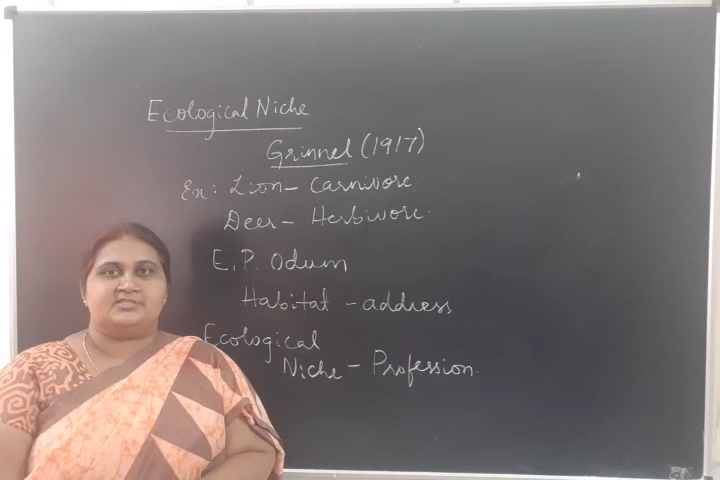 Ecological Niche
Grinnel (1917)
Ex: Lion - Carnivore
Deer - Herbivore.
E.P. Odum
Habitat - address
Ecological
Niche - Profession.